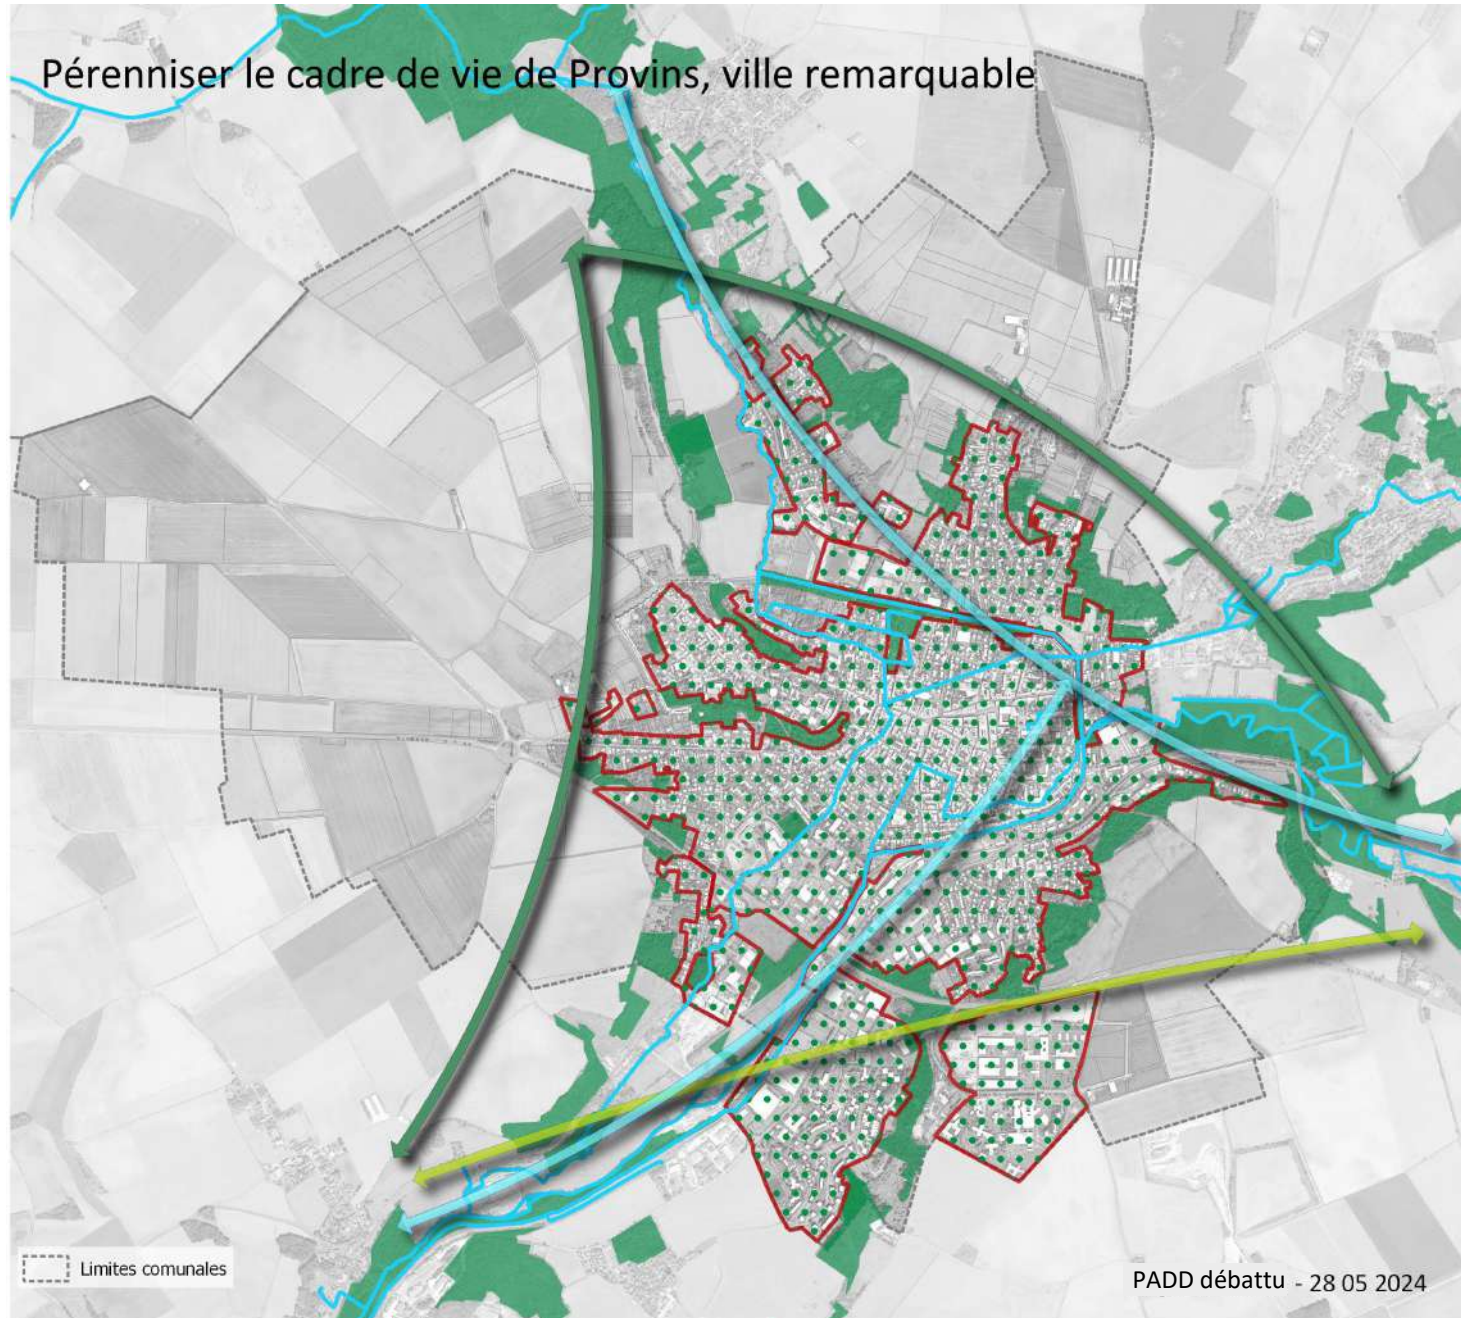 Pérenniser le cadre de vie de Provins, ville remarquable
Limites comunales
PADD débattu - 28 05 2024